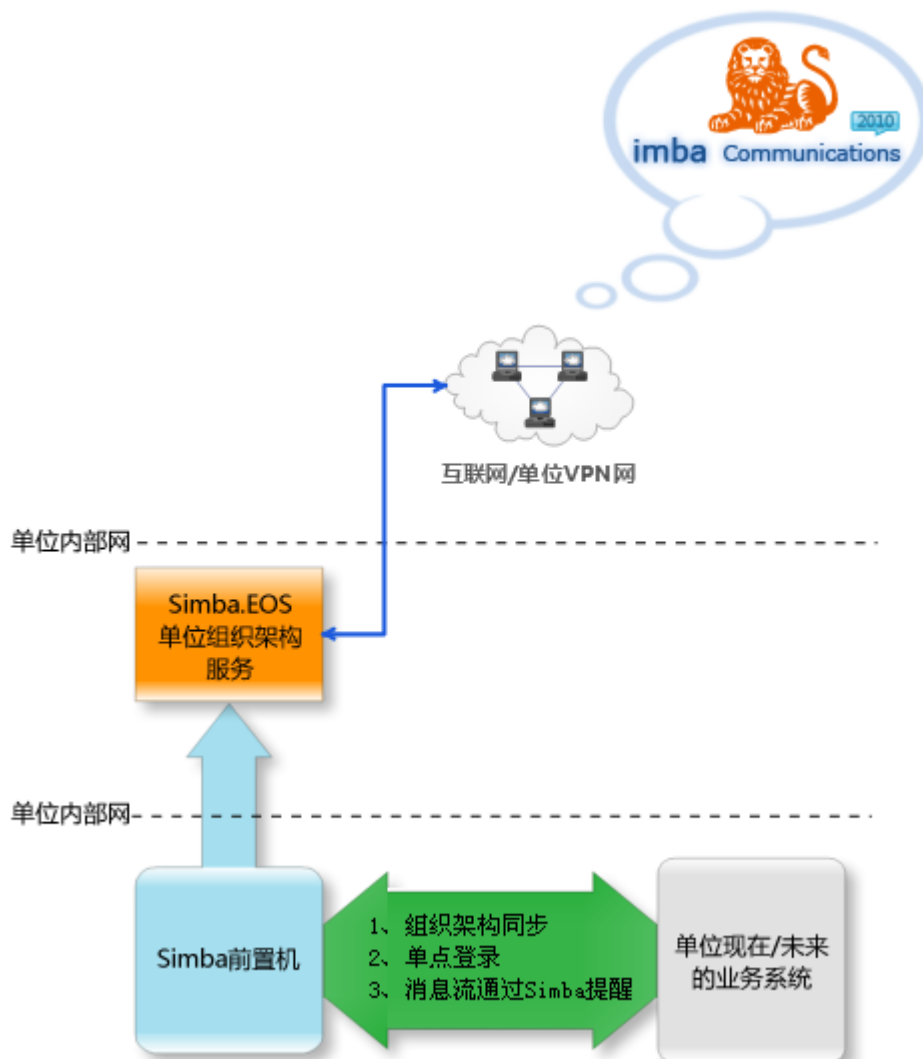 2010
imba Communications
互联网/单位VPN网
单位内部网
Simba.EOS
单位组织架构
服务
单位内部网
Simba前置机
1、组织架构同步
2、单点登录
3、消息流通过Simba提醒
单位现在/未来
的业务系统